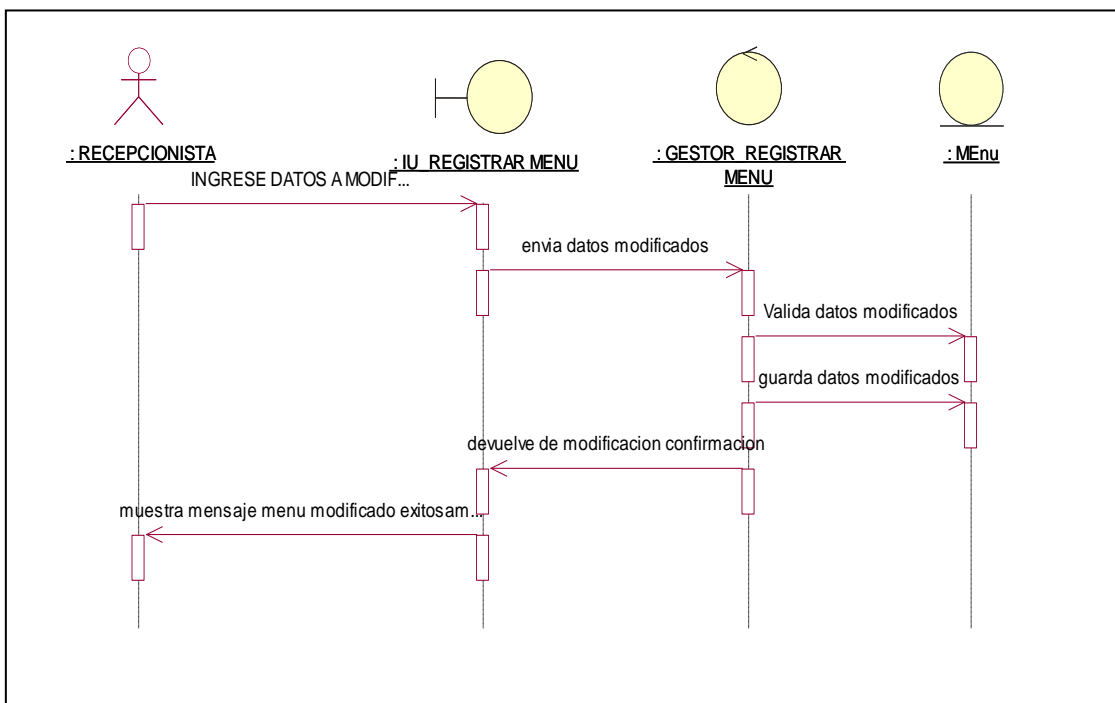 : RECEPCIONISTA
: IU_REGISTRAR MENU
: GESTOR_REGISTRAR
MENU
: MEnu
INGRESE DATOS A MODIF...
envia datos modificados
Valida datos modificados
guarda datos modificados
devuelve de modificacion confirmacion
muestra mensaje menu modificado exitosam...